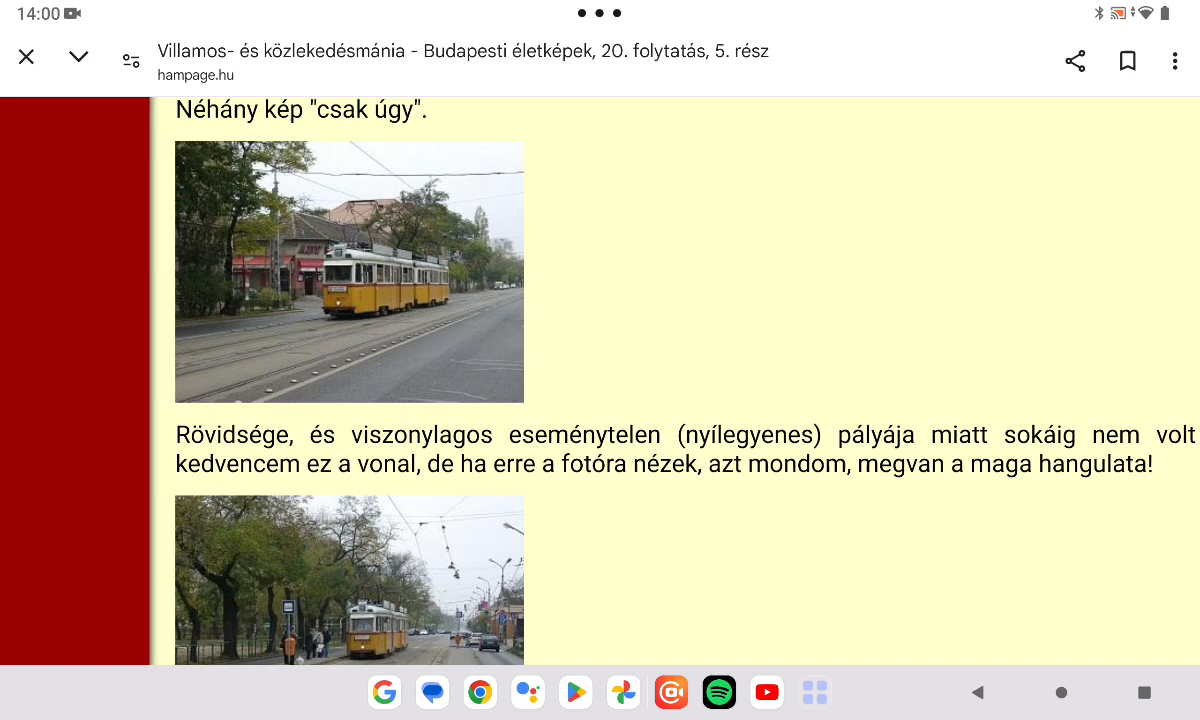 14:00
Villamos- és közlekedésmánia - Budapesti életképek, 20. folytatás, 5. rész
hampage.hu
Néhány kép "csak úgy".
Rövidsége, és viszonylagos eseménytelen (nyílegyenes) pályája miatt sokáig nem volt
kedvencem ez a vonal, de ha erre a fotóra nézek, azt mondom, megvan a maga hangulata!